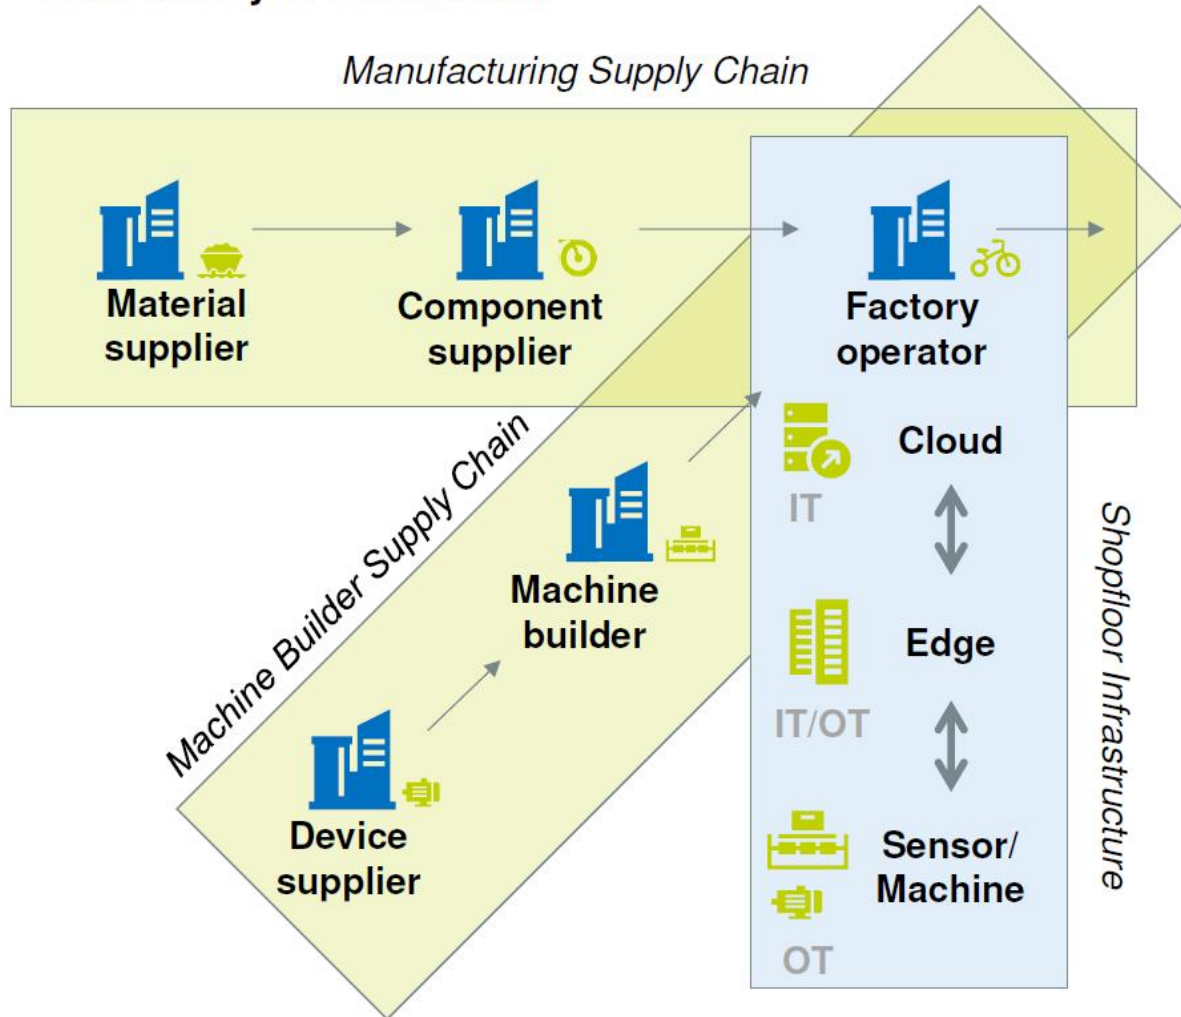 Manufacturing Supply Chain
Material
supplier
Component
supplier
Factory
operator
Machine Builder Supply Chain
Machine
builder
Device
supplier
Cloud
IT
Edge
IT/OT
Sensor/
Machine
OT
Shopfloor Infrastructure